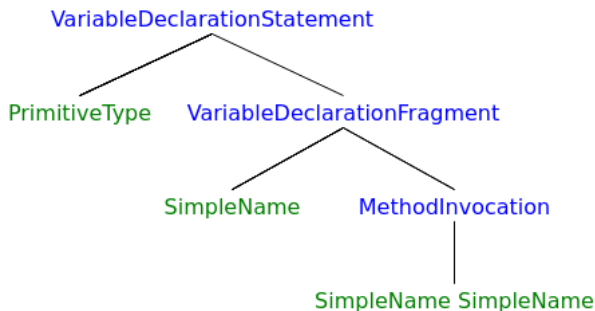 VariableDeclarationStatement
PrimitiveType VariableDeclarationFragment
SimpleName MethodInvocation
SimpleName SimpleName